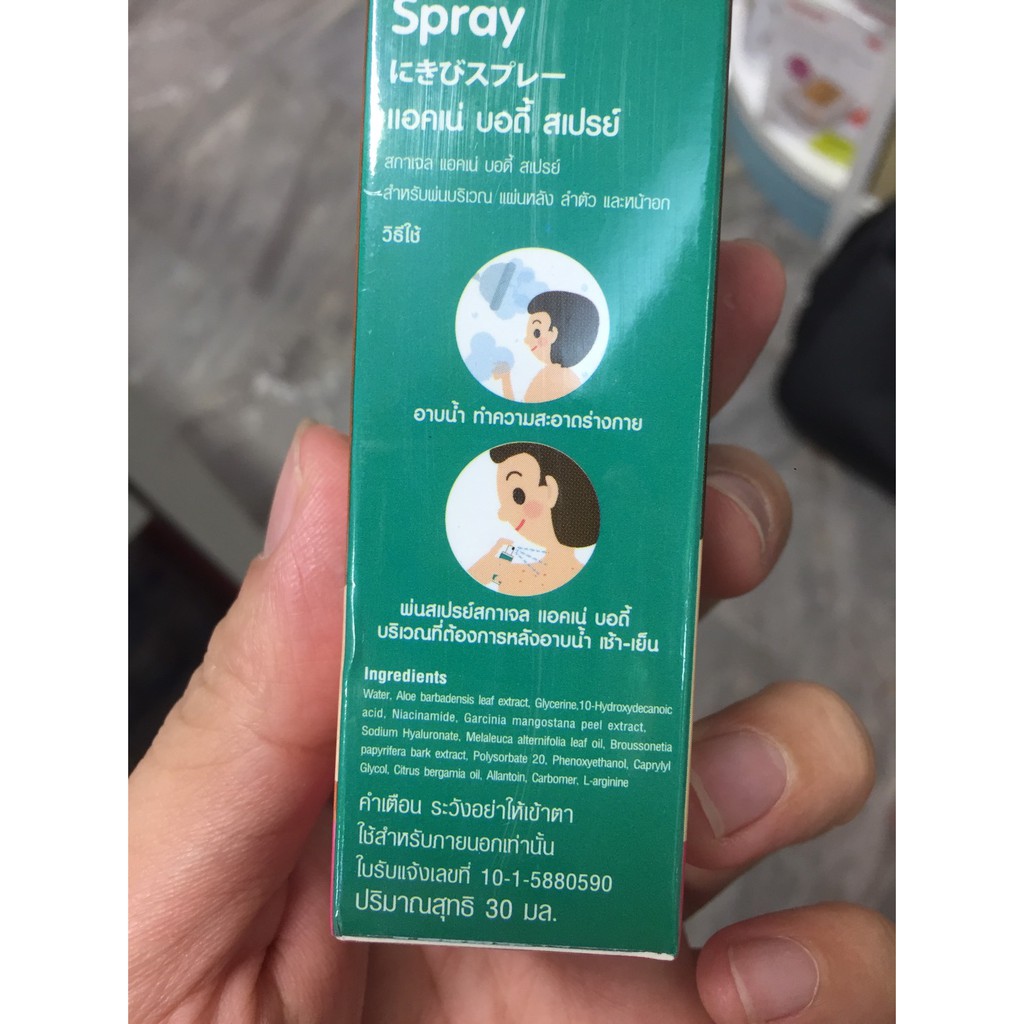 Spray
にきびスプレー
แอคเน่ บอดี้ สเปรย์
สกาเจล แอคเน่ บอดี้ สเปรย์
สำหรับพ่นบริเวณ แผ่นหลัง ลำตัว และหน้าอก
วิธีใช้
อาบน้ำ ทำความสะอาดร่างกาย
พ่นสเปรย์สกาเจล แอคเน่ บอดี้
บริเวณที่ต้องการหลังอาบน้ำ เช้า-เย็น
Ingredients
Water, Aloe barbadensis leaf extract, Glycerine,10-Hydroxydecanoic
acid, Niacinamide, Garcinia mangostana peel extract,
Sodium Hyaluronate, Melaleuca alternifolia leaf oil, Broussonetia
papyrifera bark extract, Polysorbate 20, Phenoxyethanol, Caprylyl
Glycol, Citrus bergamia oil, Allantoin, Carbomer, L-arginine
คำเตือน ระวังอย่าให้เข้าตา
ใช้สำหรับภายนอกเท่านั้น
ใบรับแจ้งเลขที่ 10-1-5880590
ปริมาณสุทธิ 30 มล.